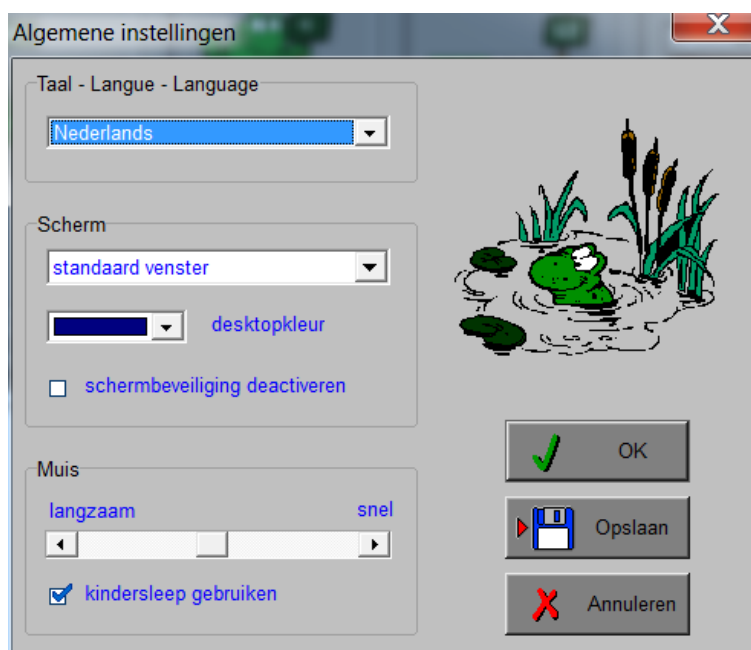 Algemene instellingen
Taal - Langue - Language
Nederlands
Scherm
standaard venster
desktopkleur
schermbeveiliging deactiveren
Muis
langzaam snel
kindersleep gebruiken
OK
Opslaan
Annuleren